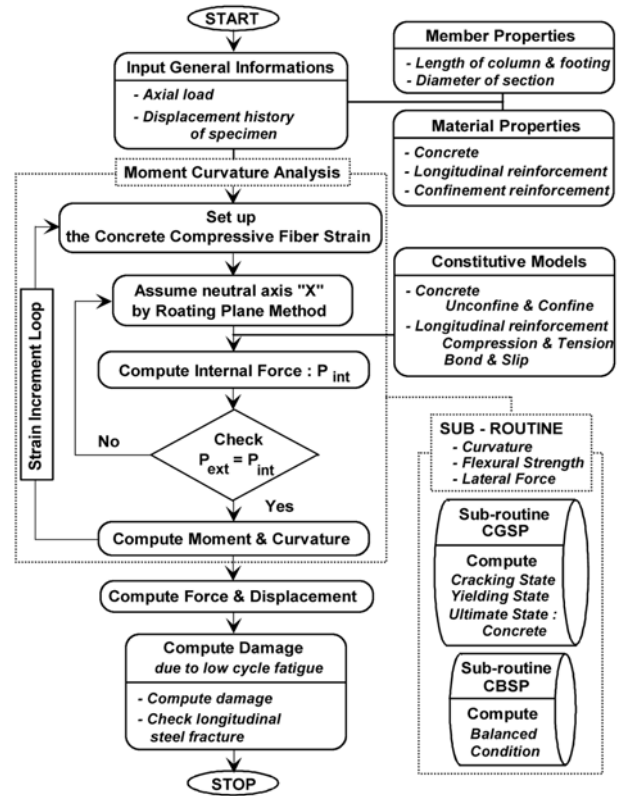 START
Input General Informations
- Axial load
- Displacement history
of specimen
Member Properties
- Length of column & footing
- Diameter of section
Material Properties
- Concrete
- Longitudinal reinforcement
- Confinement reinforcement
Moment Curvature Analysis
Set up
the Concrete Compressive Fiber Strain
Assume neutral axis "X"
by Roating Plane Method
Constitutive Models
- Concrete
Unconfine & Confine
- Longitudinal reinforcement
Compression & Tension
Bond & Slip
Compute Internal Force : P int
Strain Increment Loop
No
Check
P ext = P int
Yes
Compute Moment & Curvature
SUB - ROUTINE
- Curvature
- Flexural Strength
- Lateral Force
Sub-routine
CGSP
Compute
Cracking State
Yielding State
Ultimate State :
Concrete
Sub-routine
CBSP
Compute
Balanced
Condition
Compute Force & Displacement
Compute Damage
due to low cycle fatigue
- Compute damage
- Check longitudinal
steel fracture
STOP